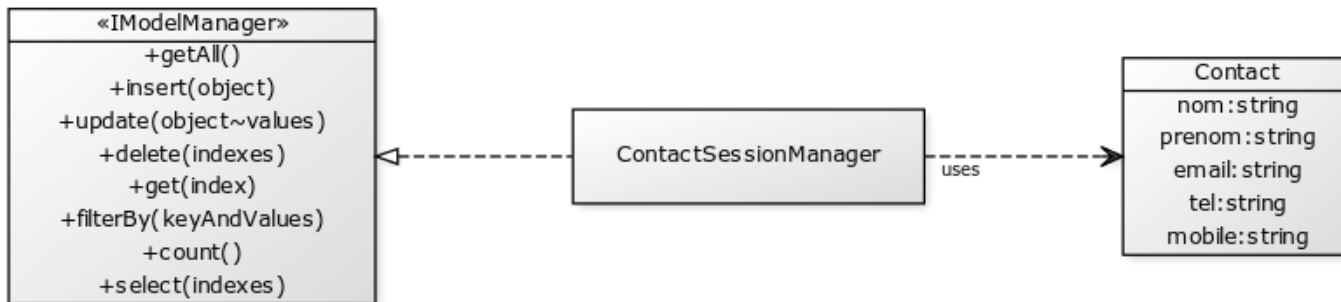 «IModelManager»
+getAll()
+insert(object)
+update(object~values)
+delete(indexes)
+get(index)
+filterBy(keyAndValues)
+count()
+select(indexes)
ContactSessionManager
uses
Contact
nom:string
prenom:string
email:string
tel:string
mobile:string